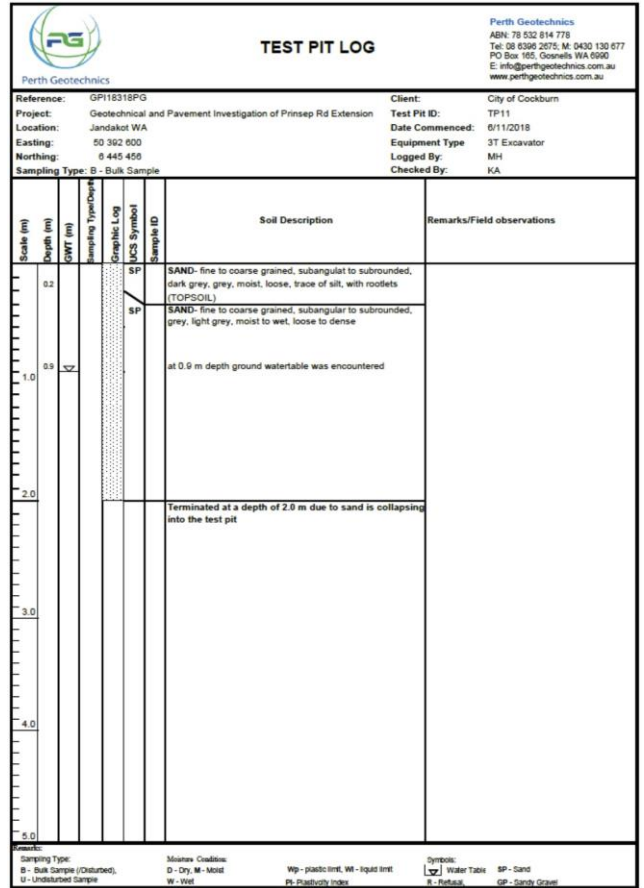 PG
Perth Geotechnics
TEST PIT LOG
Perth Geotechnics
ABN: 78 532 814 778
Tel: 08 6396 2675; M: 0430 130 677
PO Box 165, Gosnells WA 6990
E: info@perthgeotechnics.com.au
www.perthgeotechnics.com.au
Reference: GPI18318PG Client: City of Cockburn
Project: Geotechnical and Pavement Investigation of Prinsep Rd Extension Test Pit ID: TP11
Location: Jandakot WA Date Commenced: 6/11/2018
Easting: 50 392 600 Equipment Type 3T Excavator
Northing: 6 445 456 Logged By: MH
Sampling Type: B - Bulk Sample Checked By: KA
Scale (m) Depth (m) GWT (m) Sampling Type/Depth Graphic Log UCS Symbol Sample ID Soil Description Remarks/Field observations
SP SAND- fine to coarse grained, subangulat to subrounded,
0.2 dark grey, grey, moist, loose, trace of silt, with rootlets
(TOPSOIL)
SP SAND- fine to coarse grained, subangular to subrounded,
grey, light grey, moist to wet, loose to dense
0.9 at 0.9 m depth ground watertable was encountered
1.0
2.0
Terminated at a depth of 2.0 m due to sand is collapsing
into the test pit
3.0
4.0
5.0
Remarks:
Sampling Type: Moisture Condition: Symbols:
B - Bulk Sample (/Disturbed), D - Dry, M - Moist Wp - plastic limit, Wl - liquid limit Water Table SP - Sand
U - Undisturbed Sample W - Wet PI- Plastivcity Index R - Refusal, GP - Sandy Gravel